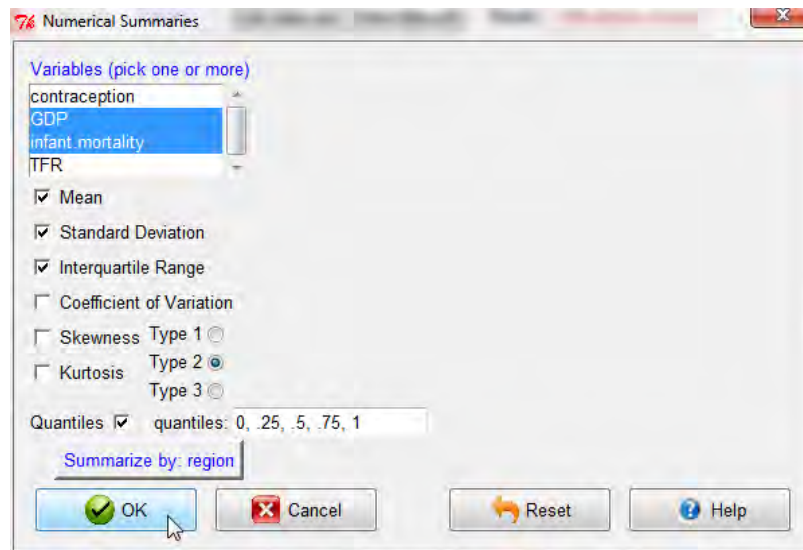 Numerical Summaries
Variables (pick one or more)
contraception
GDP
infant.mortality
TFR
Mean
Standard Deviation
Interquartile Range
Coefficient of Variation
Skewness Type 1
Kurtosis Type 2
Type 3
Quantiles quantiles: 0, .25, .5, .75, 1
Summarize by: region
OK Cancel Reset Help